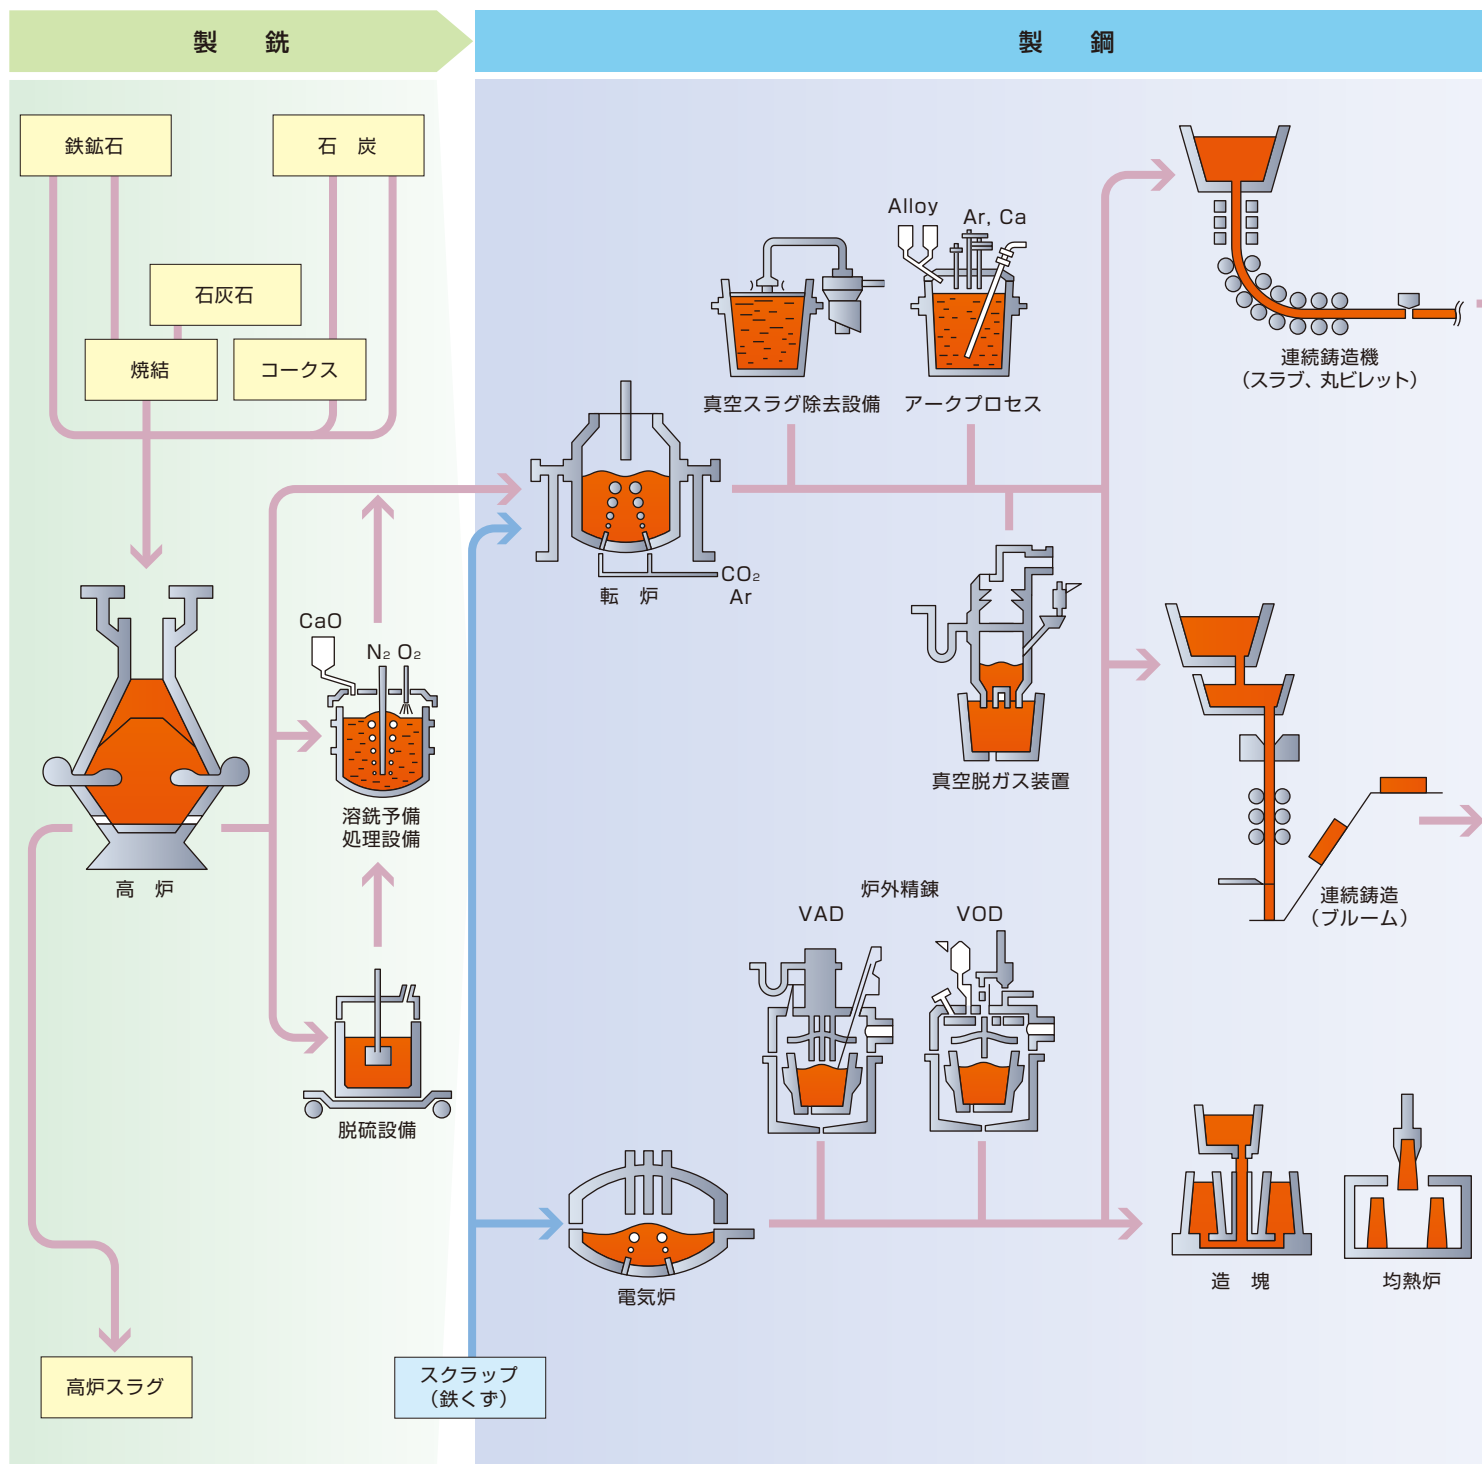 製　銑
製　鋼
鉄鉱石
石　炭
石灰石
焼結
コークス
高　炉
CaO
N₂ O₂
溶銑予備
処理設備
脱硫設備
高炉スラグ
スクラップ
（鉄くず）
真空スラグ除去設備
Alloy
Ar, Ca
アークプロセス
CO₂
Ar
転　炉
真空脱ガス装置
炉外精錬
VAD
VOD
電気炉
連続鋳造機
（スラブ、丸ビレット）
連続鋳造
（ブルーム）
造　塊
均熱炉